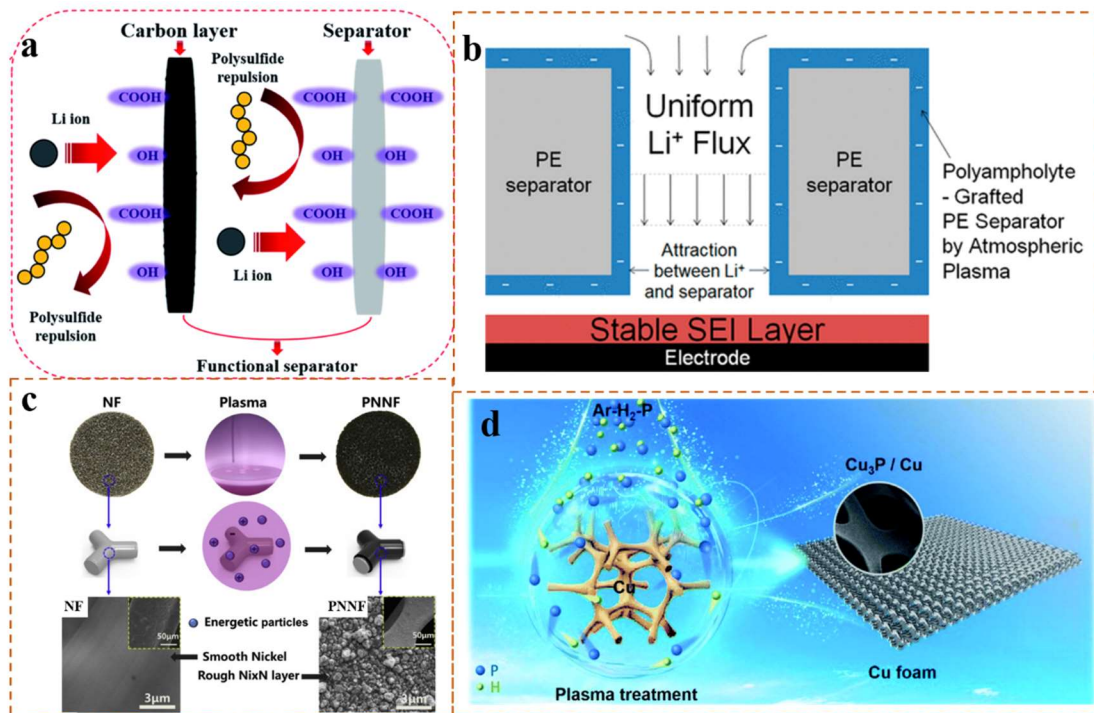 a
Carbon layer
Separator
Polysulfide
repulsion
COOH
COOH
COOH
Li ion
OH
OH
OH
COOH
COOH
COOH
OH
OH
OH
Li ion
Polysulfide
repulsion
Functional separator
b
Uniform
Li⁺ Flux
PE
separator
PE
separator
Attraction
between Li⁺
and separator
Polyampholyte
- Grafted
PE Separator
by Atmospheric
Plasma
Stable SEI Layer
Electrode
c
NF
Plasma
PNNF
NF
50μm
Energetic particles
Smooth Nickel
Rough NixN layer
3μm
PNNF
50μm
3μm
d
Ar-H₂-P
Cu₃P / Cu
Cu
P
H
Plasma treatment
Cu foam